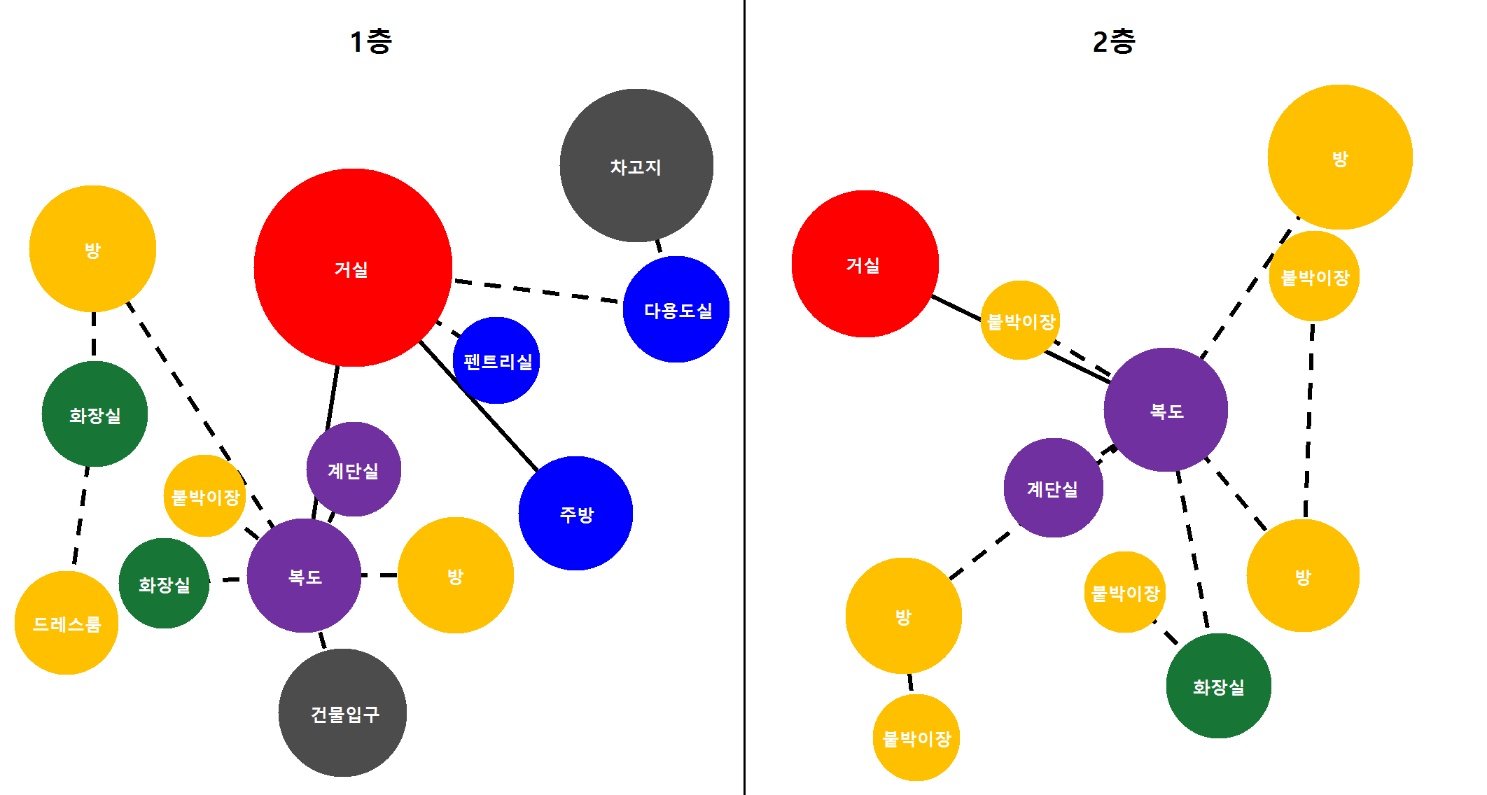 1층
차고지
방
거실
다용도실
펜트리실
화장실
계단실
붙박이장
주방
복도
방
화장실
드레스룸
건물입구
2층
방
거실
붙박이장
붙박이장
복도
계단실
방
붙박이장
방
화장실
붙박이장